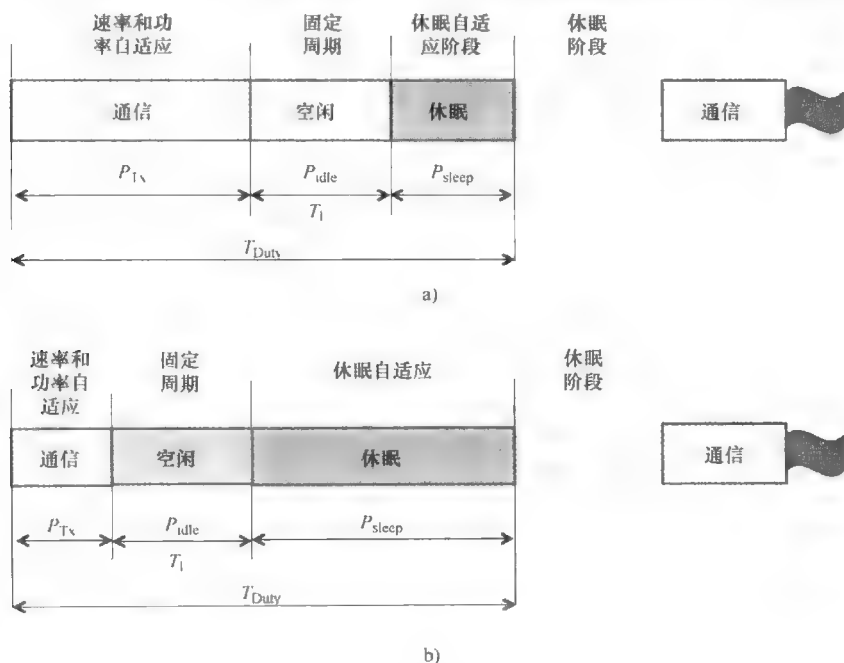 速率和功
率自适应
固定
周期
休眠自适
应阶段
休眠
阶段
通信
空闲
休眠
通信
P_Tx
P_idle
P_sleep
T_I
T_Duty
a)
速率和
功率自
适应
固定
周期
休眠自适应
休眠
阶段
通信
空闲
休眠
通信
P_Tx
P_idle
P_sleep
T_I
T_Duty
b)